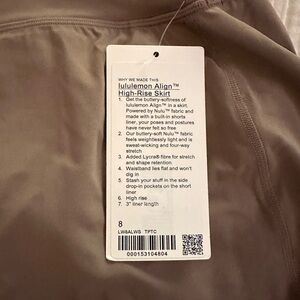 WHY WE MADE THIS
lululemon Align™
High-Rise Skirt
1. Get the buttery-softness of
lululemon Align™ in a skirt.
Powered by Nulu™ fabric and
made with a built-in shorts
liner, your poses and postures
have never felt so free
2. Our buttery-soft Nulu™ fabric
feels weightlessly light and is
sweat-wicking and four-way
stretch
3. Added Lycra® fibre for stretch
and shape retention
4. Waistband lies flat and won't
dig in
5. Stash your stuff in the side
drop-in pockets on the short
liner
6. High rise
7. 3" liner length
8
LW8ALWS TFTC
000153104804